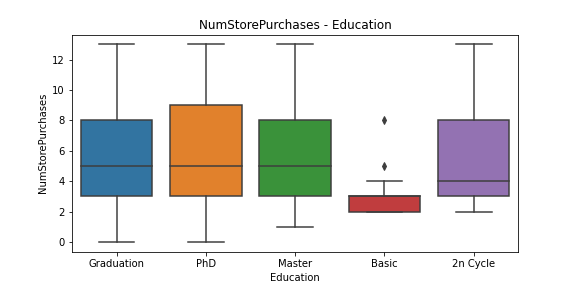 NumStorePurchases - Education
NumStorePurchases
12
10
8
6
4
2
0
Graduation PhD Master Basic 2n Cycle
Education